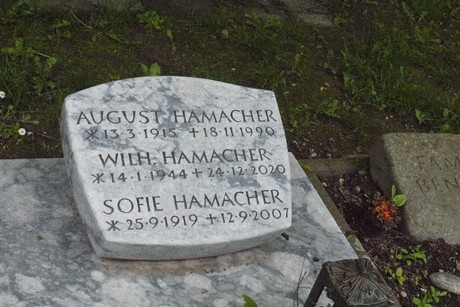 AUGUST HAMACHER
* 13·3·1915 + 18·11·1990
WILH. HAMACHER
* 14·1·1944 + 24·12·2020
SOFIE HAMACHER
* 25·9·1919 + 12·9·2007